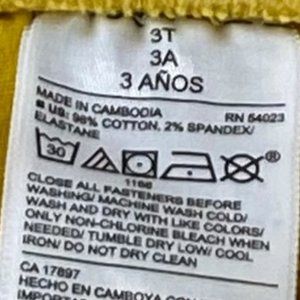 3T
3A
3 AÑOS
MADE IN CAMBODIA RN 54023
■ US: 98% COTTON, 2% SPANDEX/
ELASTANE
30 ®
1166
CLOSE ALL FASTENERS BEFORE
WASHING/ MACHINE WASH COLD/
WASH AND DRY WITH LIKE COLORS/
ONLY NON-CHLORINE BLEACH WHEN
NEEDED/ TUMBLE DRY LOW/ COOL
IRON/ DO NOT DRY CLEAN
CA 17897
HECHO EN CAMBOYA CON